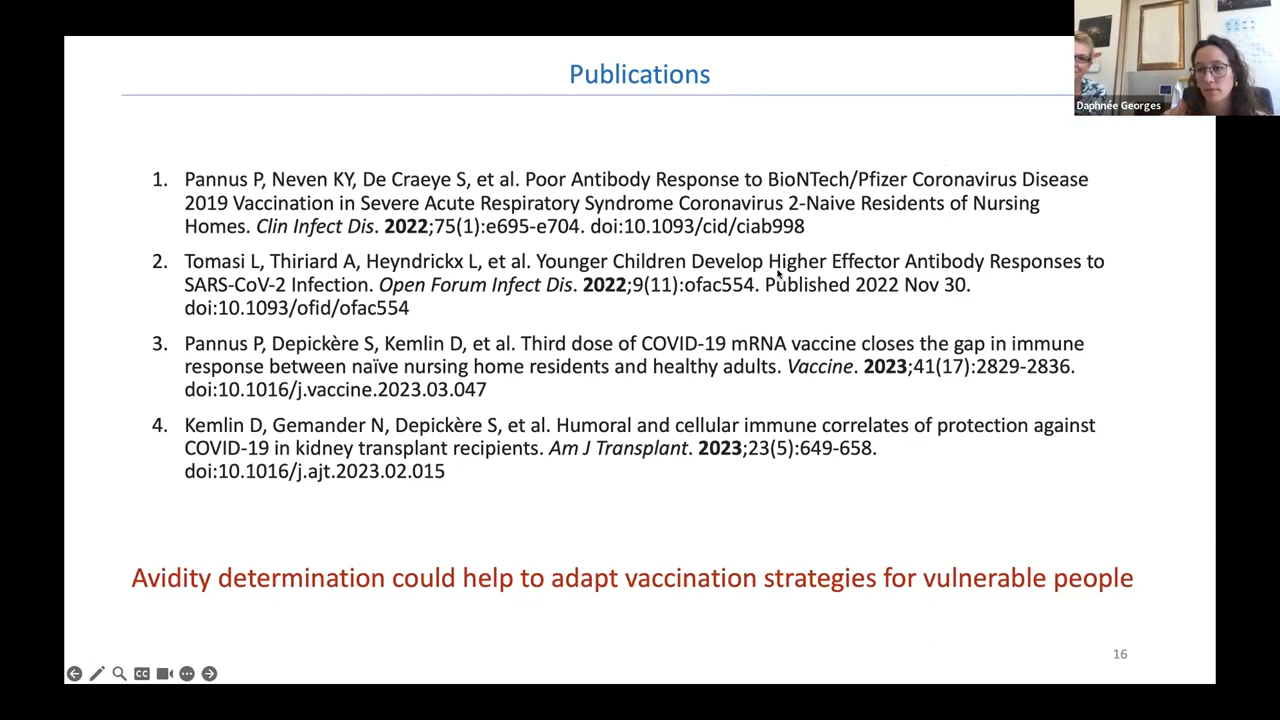 Publications
Daphnée Georges
1. Pannus P, Neven KY, De Craeye S, et al. Poor Antibody Response to BioNTech/Pfizer Coronavirus Disease
2019 Vaccination in Severe Acute Respiratory Syndrome Coronavirus 2-Naive Residents of Nursing
Homes. Clin Infect Dis. 2022;75(1):e695-e704. doi:10.1093/cid/ciab998
2. Tomasi L, Thiriard A, Heyndrickx L, et al. Younger Children Develop Higher Effector Antibody Responses to
SARS-CoV-2 Infection. Open Forum Infect Dis. 2022;9(11):ofac554. Published 2022 Nov 30.
doi:10.1093/ofid/ofac554
3. Pannus P, Depickère S, Kemlin D, et al. Third dose of COVID-19 mRNA vaccine closes the gap in immune
response between naïve nursing home residents and healthy adults. Vaccine. 2023;41(17):2829-2836.
doi:10.1016/j.vaccine.2023.03.047
4. Kemlin D, Gemander N, Depickère S, et al. Humoral and cellular immune correlates of protection against
COVID-19 in kidney transplant recipients. Am J Transplant. 2023;23(5):649-658.
doi:10.1016/j.ajt.2023.02.015
Avidity determination could help to adapt vaccination strategies for vulnerable people
16
CC